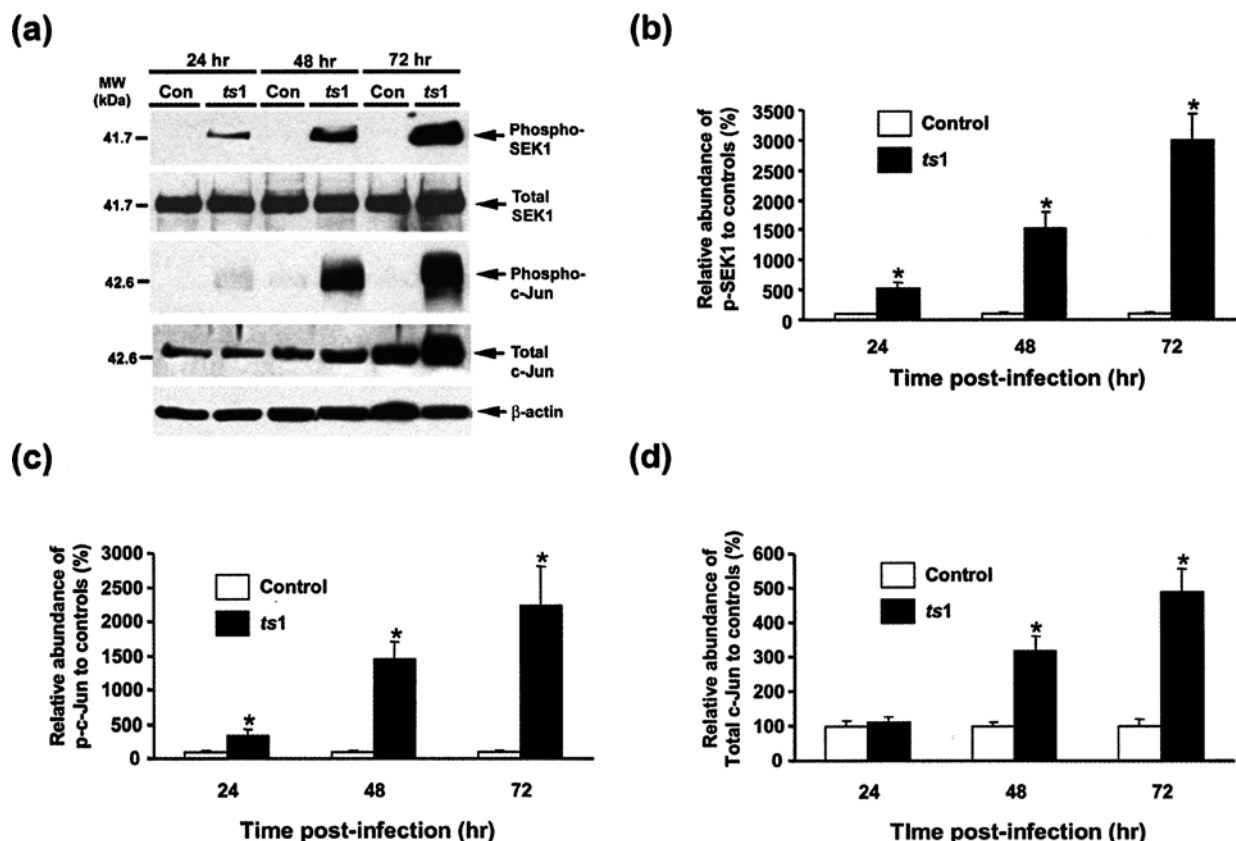 (a)
24 hr 48 hr 72 hr
MW
(kDa)
Con ts1 Con ts1 Con ts1
41.7
Phospho-
SEK1
41.7
Total
SEK1
42.6
Phospho-
c-Jun
42.6
Total
c-Jun
β-actin
(b)
Relative abundance of
p-SEK1 to controls (%)
3500
3000
2500
2000
1500
1000
500
0
Control
ts1
*
*
*
24 48 72
Time post-infection (hr)
(c)
Relative abundance of
p-c-Jun to controls (%)
3000
2500
2000
1500
1000
500
0
Control
ts1
*
*
*
24 48 72
Time post-infection (hr)
(d)
Relative abundance of
Total c-Jun to controls (%)
600
500
400
300
200
100
0
Control
ts1
*
*
24 48 72
TIme post-infection (hr)